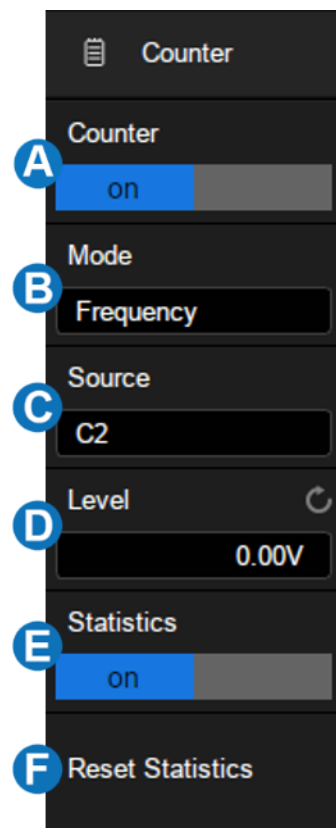 Counter
Counter
A
on
Mode
B
Frequency
Source
C
C2
Level
D
0.00V
Statistics
E
on
F Reset Statistics